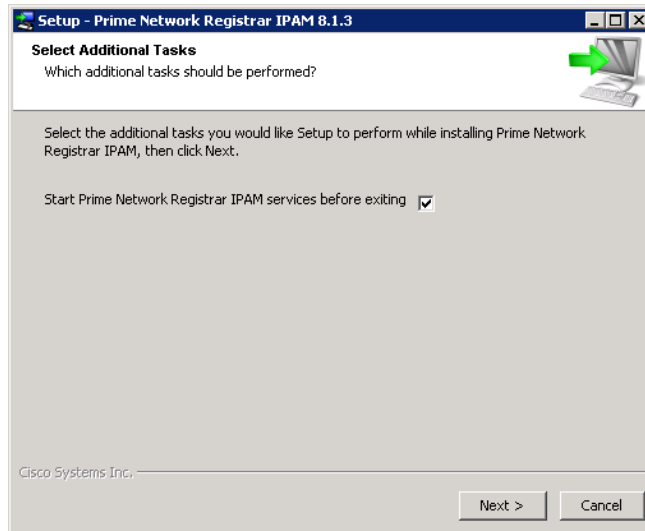 Setup - Prime Network Registrar IPAM 8.1.3
Select Additional Tasks
Which additional tasks should be performed?
Select the additional tasks you would like Setup to perform while installing Prime Network
Registrar IPAM, then click Next.
Start Prime Network Registrar IPAM services before exiting
Cisco Systems Inc.
Next >
Cancel